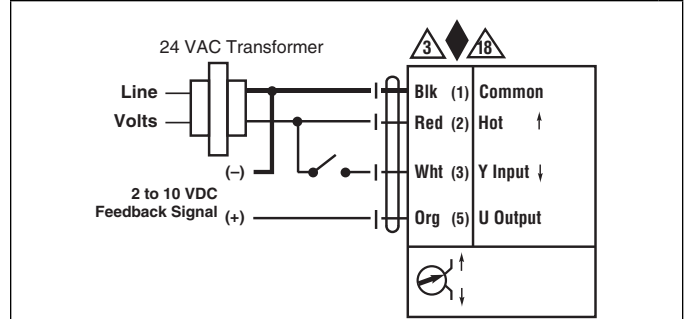 24 VAC Transformer
3 18
Line
Volts
Blk (1) Common
Red (2) Hot ↑
(–)
Wht (3) Y Input ↓
2 to 10 VDC
Feedback Signal (+)
Org (5) U Output
↑
↓